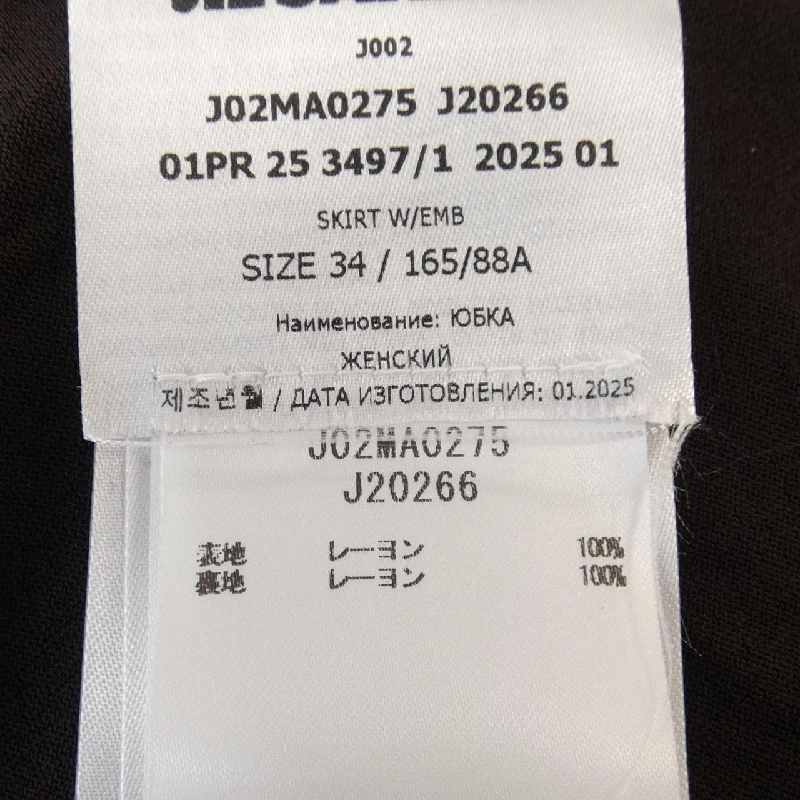 J002
J02MA0275 J20266
01PR 25 3497/1 2025 01
SKIRT W/EMB
SIZE 34 / 165/88A
Наименование: ЮБКА
ЖЕНСКИЙ
제조년월 / ДАТА ИЗГОТОВЛЕНИЯ: 01.2025
J02MA0275
J20266
表地 レーヨン 100%
裏地 レーヨン 100%